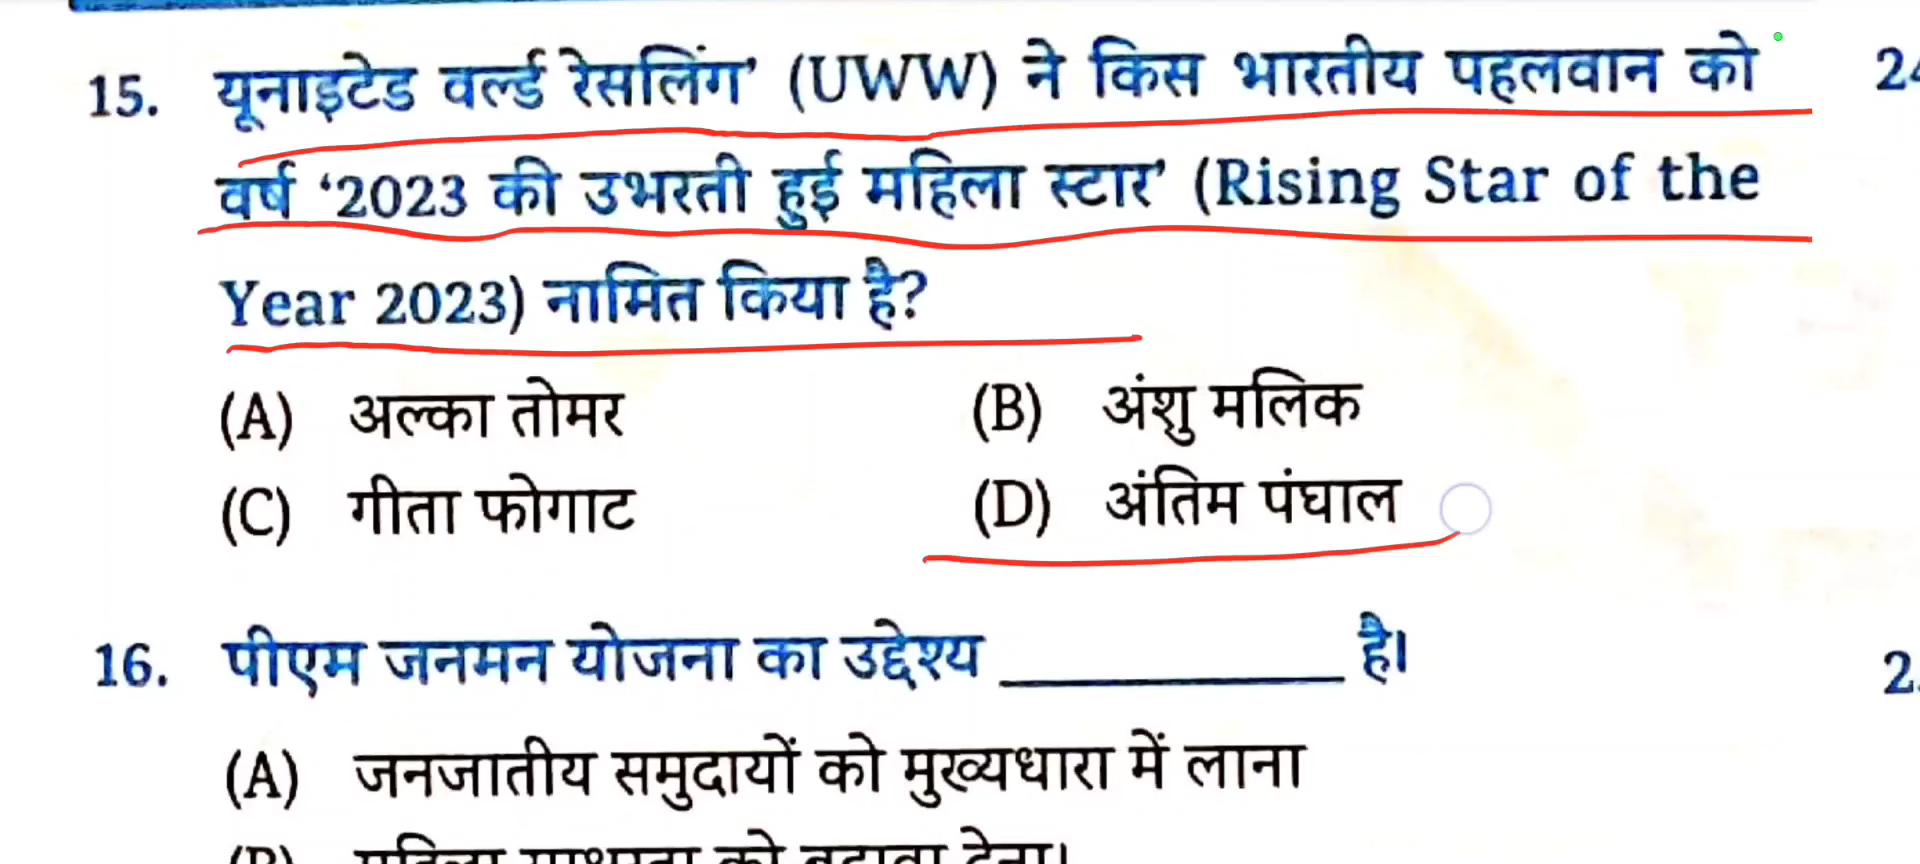 15. यूनाइटेड वर्ल्ड रेसलिंग' (UWW) ने किस भारतीय पहलवान को
वर्ष ‘2023 की उभरती हुई महिला स्टार’ (Rising Star of the
Year 2023) नामित किया है?
(A) अल्का तोमर (B) अंशु मलिक
(C) गीता फोगाट (D) अंतिम पंघाल
16. पीएम जनमन योजना का उद्देश्य __________ है।
(A) जनजातीय समुदायों को मुख्यधारा में लाना